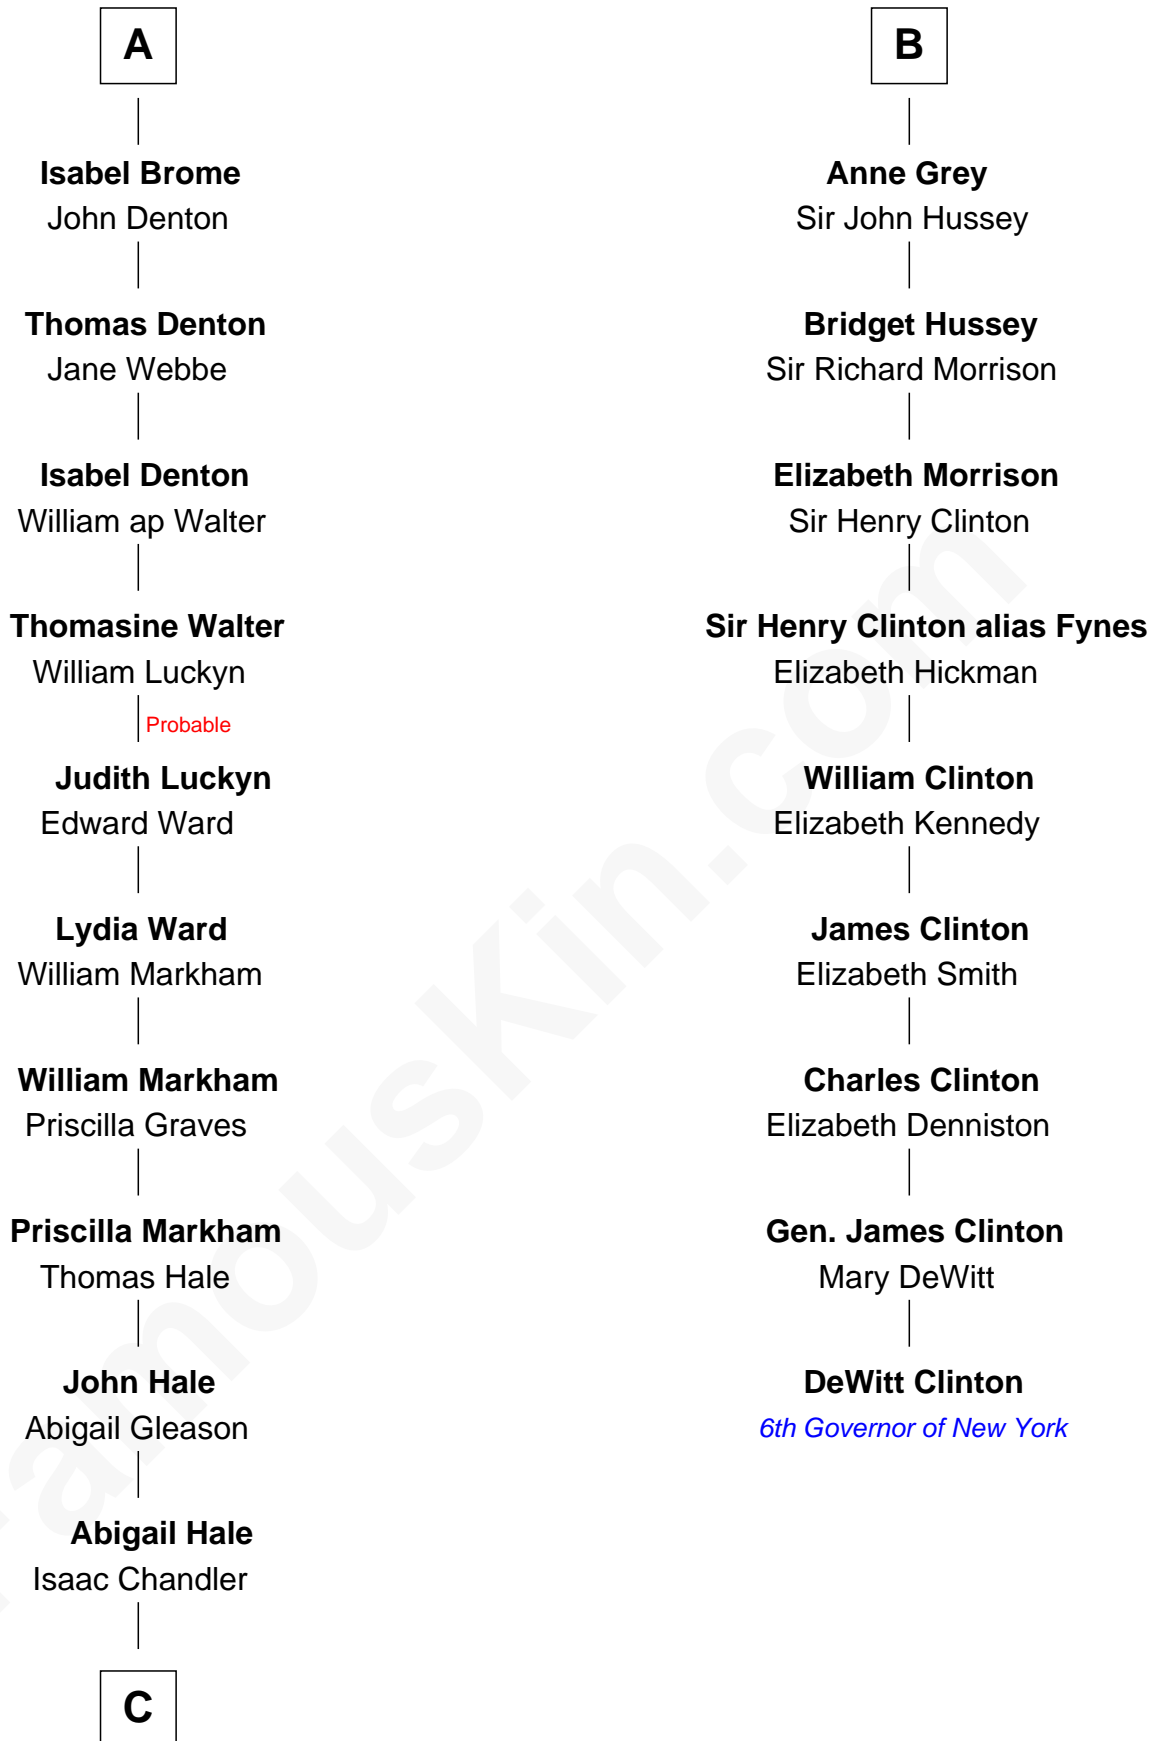 A
Isabel Brome
John Denton
Thomas Denton
Jane Webbe
Isabel Denton
William ap Walter
Thomasine Walter
William Luckyn
Probable
Judith Luckyn
Edward Ward
Lydia Ward
William Markham
William Markham
Priscilla Graves
Priscilla Markham
Thomas Hale
John Hale
Abigail Gleason
Abigail Hale
Isaac Chandler
C
B
Anne Grey
Sir John Hussey
Bridget Hussey
Sir Richard Morrison
Elizabeth Morrison
Sir Henry Clinton
Sir Henry Clinton alias Fynes
Elizabeth Hickman
William Clinton
Elizabeth Kennedy
James Clinton
Elizabeth Smith
Charles Clinton
Elizabeth Denniston
Gen. James Clinton
Mary DeWitt
DeWitt Clinton
6th Governor of New York
FamousKin.com